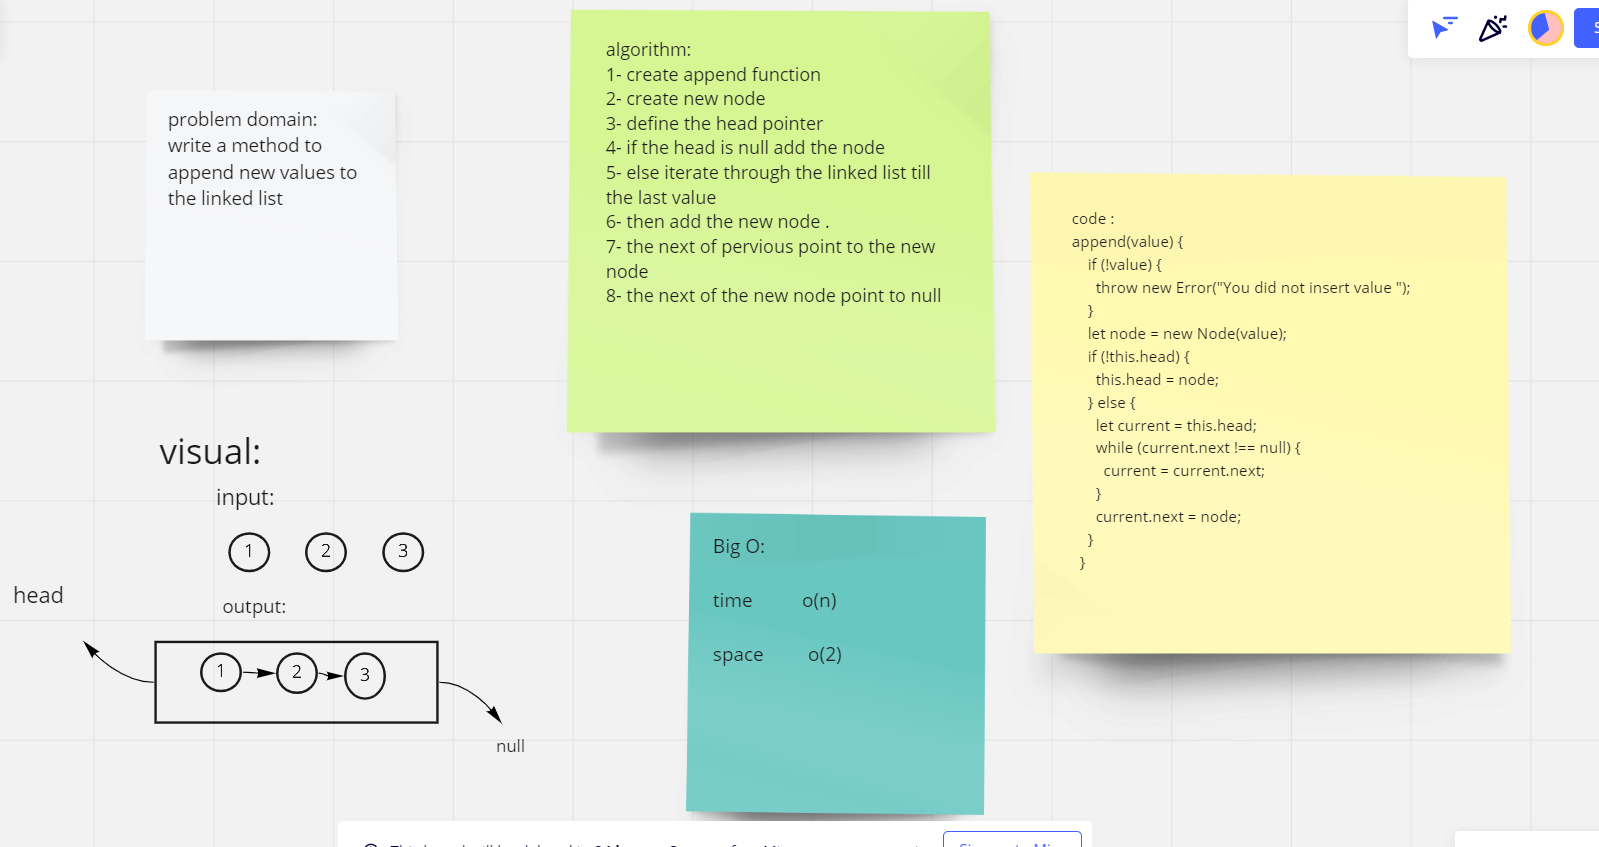 problem domain:
write a method to
append new values to
the linked list
algorithm:
1- create append function
2- create new node
3- define the head pointer
4- if the head is null add the node
5- else iterate through the linked list till
the last value
6- then add the new node .
7- the next of pervious point to the new
node
8- the next of the new node point to null
code :
append(value) {
if (!value) {
throw new Error("You did not insert value ");
}
let node = new Node(value);
if (!this.head) {
this.head = node;
} else {
let current = this.head;
while (current.next !== null) {
current = current.next;
}
current.next = node;
}
}
visual:
input:
1 2 3
head
output:
1 2 3
null
Big O:
time o(n)
space o(2)